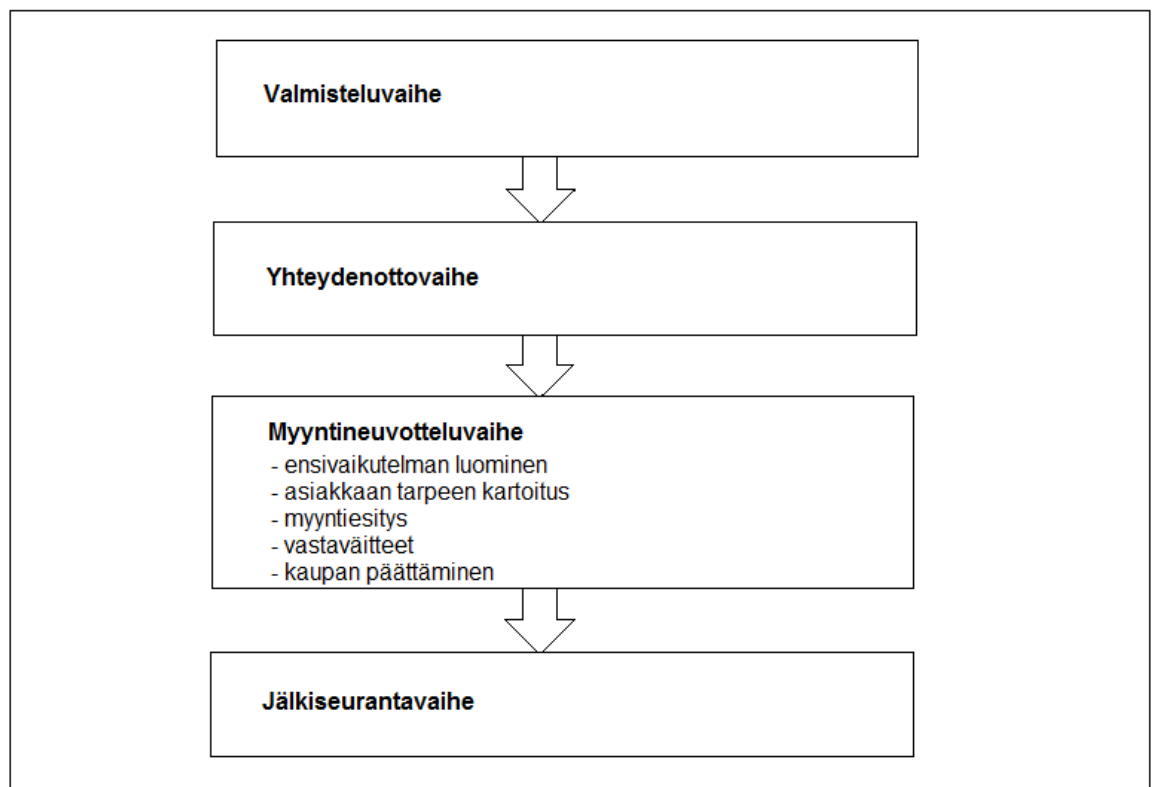 Valmisteluvaihe
Yhteydenottovaihe
Myyntineuvotteluvaihe
- ensivaikutelman luominen
- asiakkaan tarpeen kartoitus
- myyntiesitys
- vastaväitteet
- kaupan päättäminen
Jälkiseurantavaihe